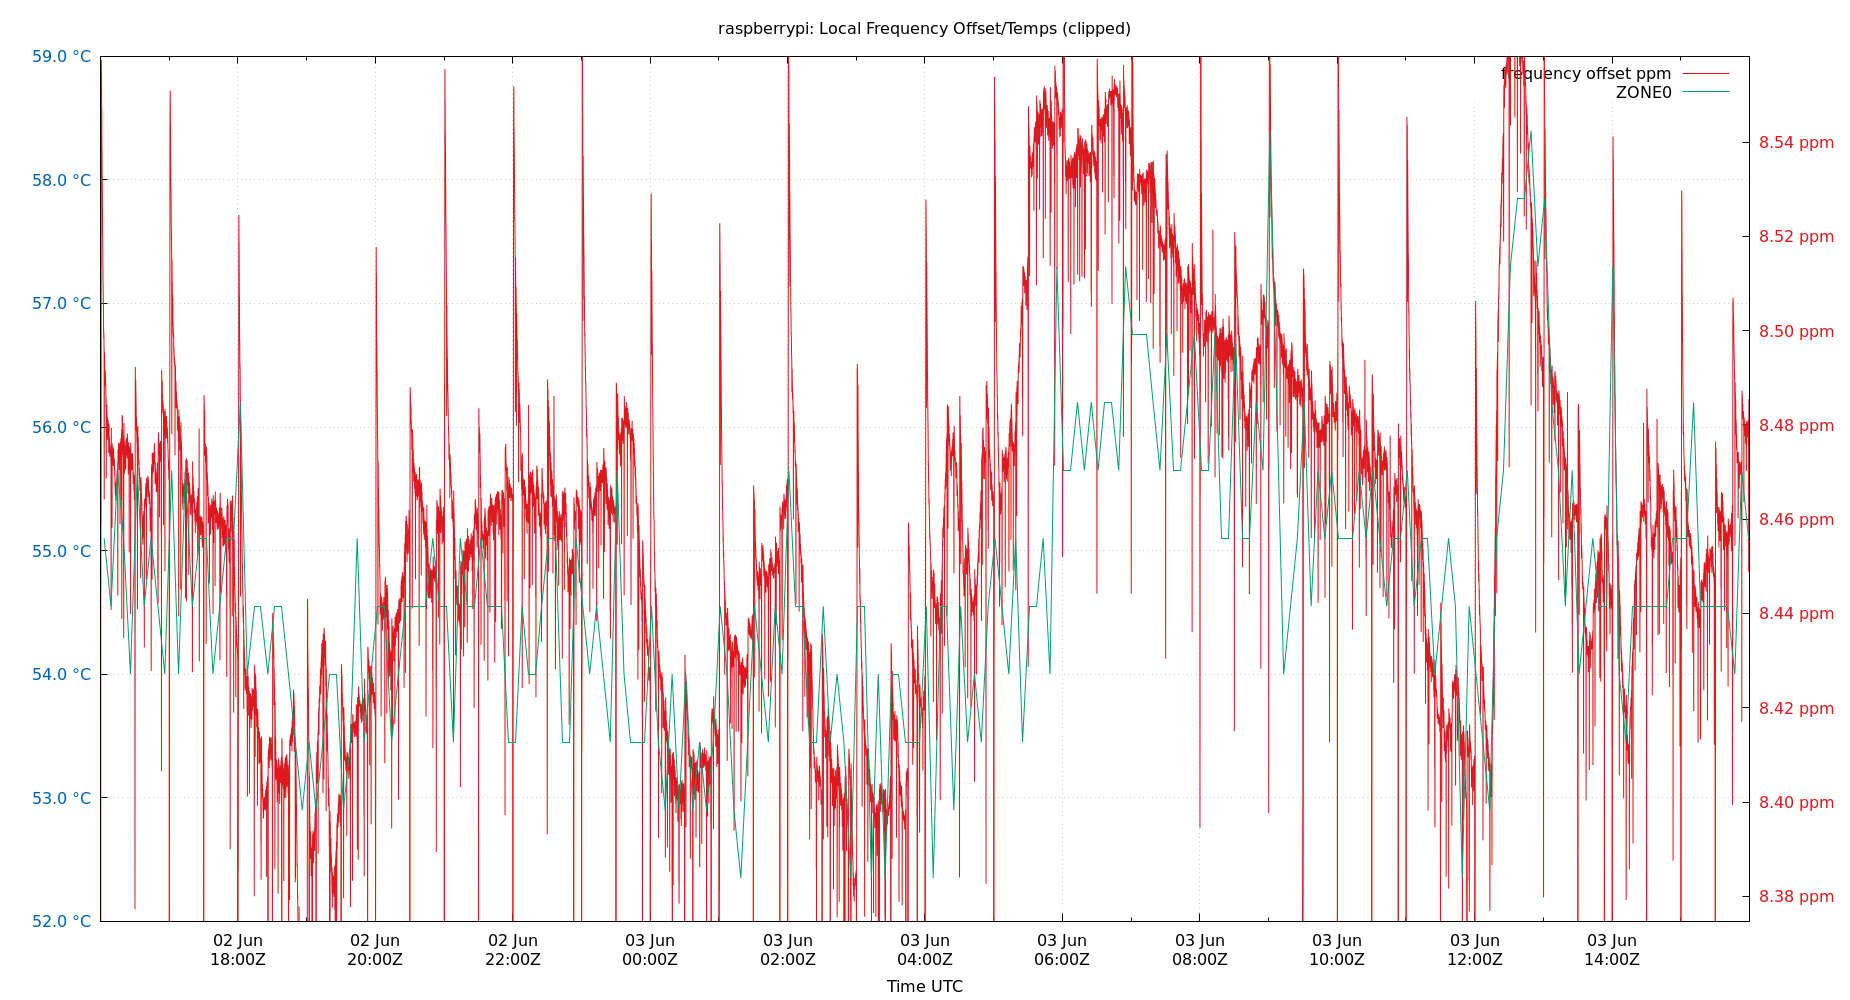 raspberrypi: Local Frequency Offset/Temps (clipped)
59.0 °C
58.0 °C
57.0 °C
56.0 °C
55.0 °C
54.0 °C
53.0 °C
52.0 °C
frequency offset ppm
ZONE0
8.54 ppm
8.52 ppm
8.50 ppm
8.48 ppm
8.46 ppm
8.44 ppm
8.42 ppm
8.40 ppm
8.38 ppm
02 Jun 02 Jun 02 Jun 03 Jun 03 Jun 03 Jun 03 Jun 03 Jun 03 Jun 03 Jun 03 Jun
18:00Z 20:00Z 22:00Z 00:00Z 02:00Z 04:00Z 06:00Z 08:00Z 10:00Z 12:00Z 14:00Z
Time UTC